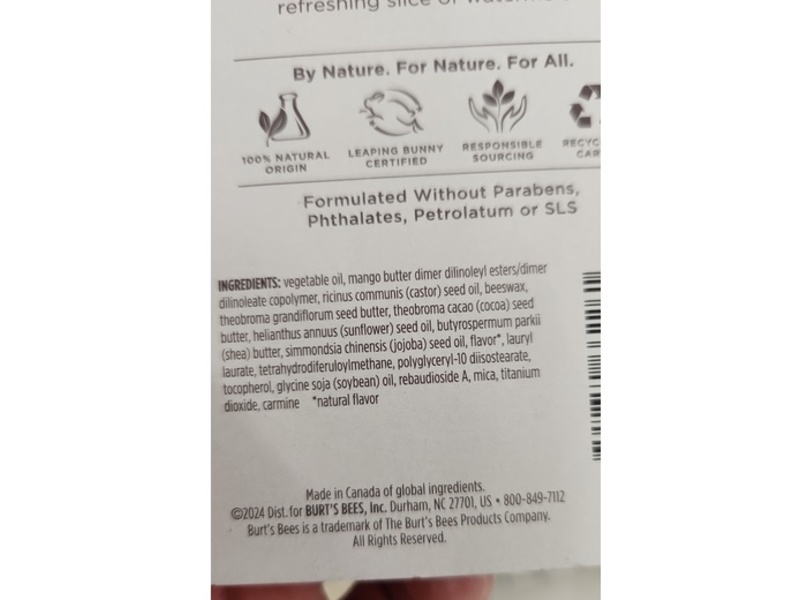 refreshing slice of
By Nature. For Nature. For All.
100% NATURAL ORIGIN
LEAPING BUNNY CERTIFIED
RESPONSIBLE SOURCING
Formulated Without Parabens,
Phthalates, Petrolatum or SLS
INGREDIENTS: vegetable oil, mango butter dimer dilinoleyl esters/dimer
dilinoleate copolymer, ricinus communis (castor) seed oil, beeswax,
theobroma grandiflorum seed butter, theobroma cacao (cocoa) seed
butter, helianthus annuus (sunflower) seed oil, butyrospermum parkii
(shea) butter, simmondsia chinensis (jojoba) seed oil, flavor*, lauryl
laurate, tetrahydrodiferuloylmethane, polyglyceryl-10 diisostearate,
tocopherol, glycine soja (soybean) oil, rebaudioside A, mica, titanium
dioxide, carmine *natural flavor
Made in Canada of global ingredients.
©2024 Dist. for BURT'S BEES, Inc. Durham, NC 27701, US • 800-849-7112
Burt's Bees is a trademark of The Burt's Bees Products Company.
All Rights Reserved.